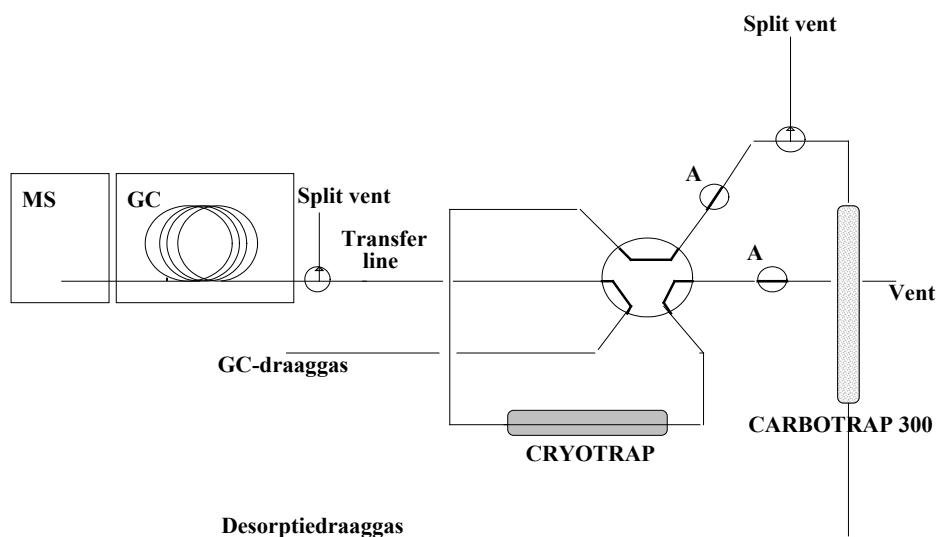 Split vent
MS
GC
Split vent
A
Transfer
line
A
Vent
GC-draaggas
CARBOTRAP 300
CRYOTRAP
Desorptiedraaggas